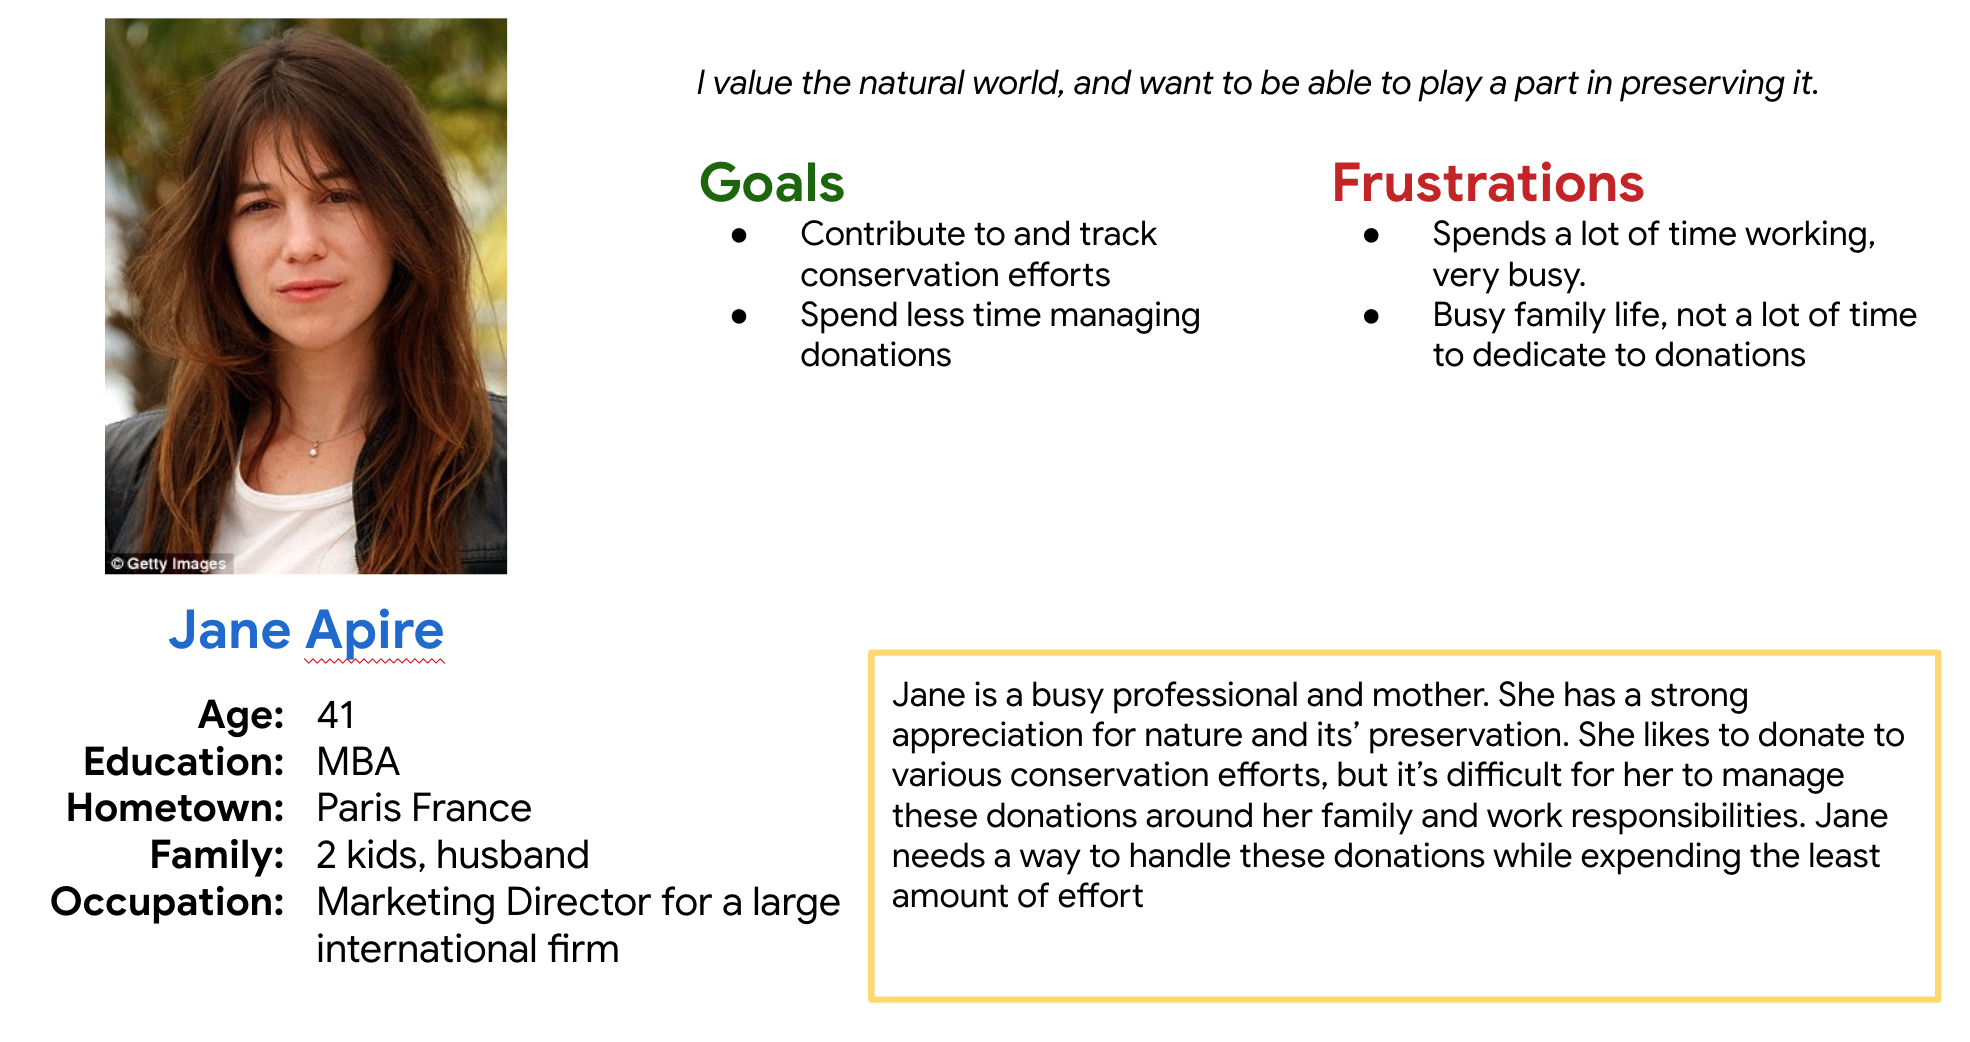 I value the natural world, and want to be able to play a part in preserving it.
Goals
● Contribute to and track
conservation efforts
● Spend less time managing
donations
Frustrations
● Spends a lot of time working,
very busy.
● Busy family life, not a lot of time
to dedicate to donations
© Getty Images
Jane Apire
Age: 41
Education: MBA
Hometown: Paris France
Family: 2 kids, husband
Occupation: Marketing Director for a large
international firm
Jane is a busy professional and mother. She has a strong
appreciation for nature and its’ preservation. She likes to donate to
various conservation efforts, but it’s difficult for her to manage
these donations around her family and work responsibilities. Jane
needs a way to handle these donations while expending the least
amount of effort